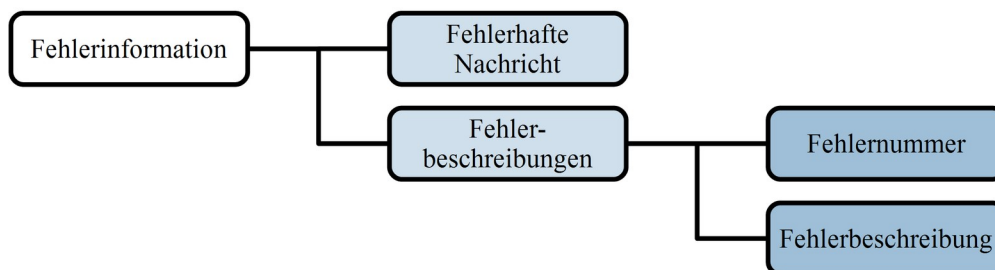 Fehlerinformation
Fehlerhafte
Nachricht
Fehler-
beschreibungen
Fehlernummer
Fehlerbeschreibung